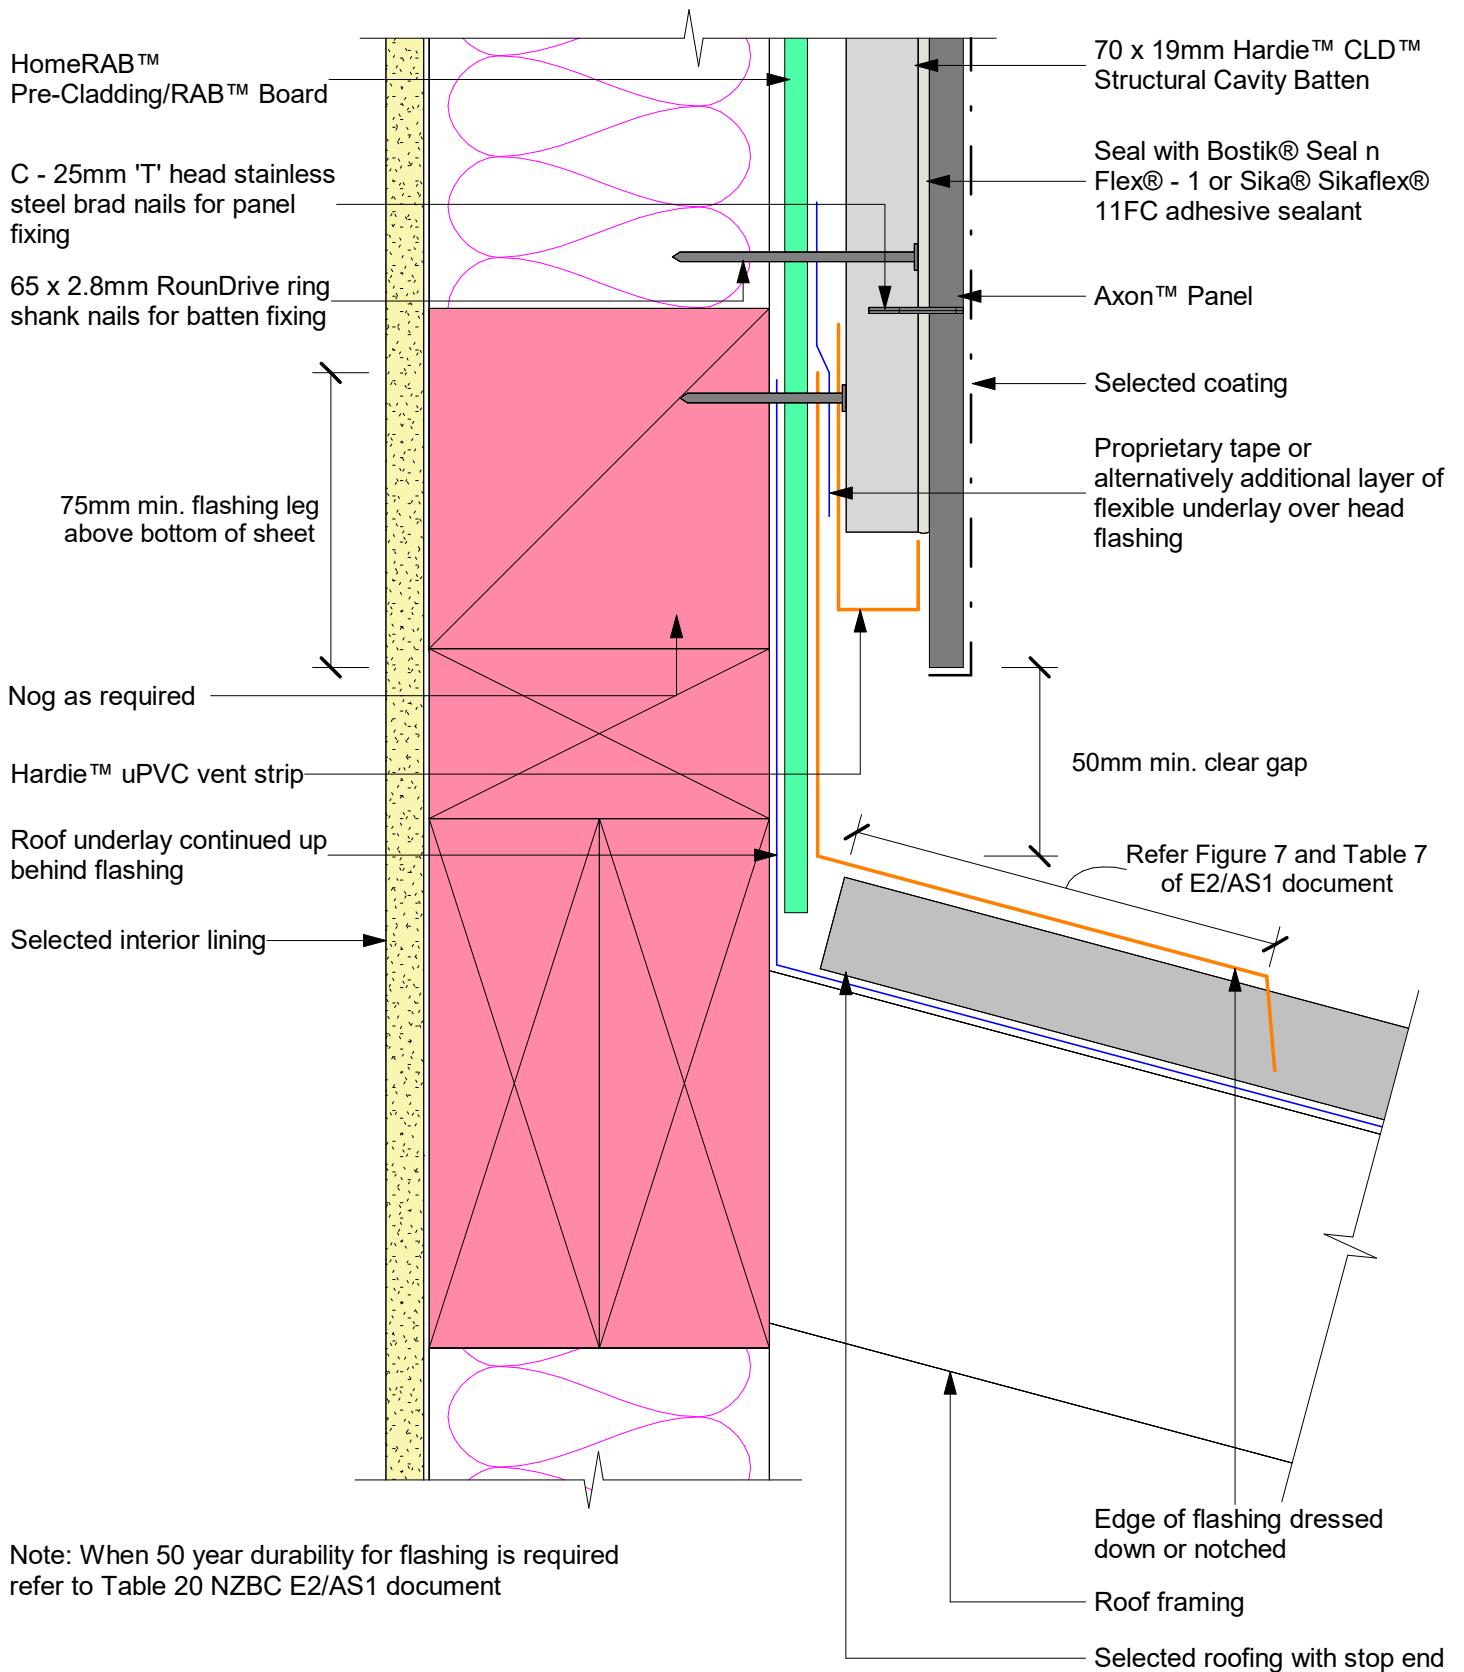 HomeRAB™
Pre-Cladding/RAB™ Board
C - 25mm 'T' head stainless
steel brad nails for panel
fixing
65 x 2.8mm RounDrive ring
shank nails for batten fixing
75mm min. flashing leg
above bottom of sheet
Nog as required
Hardie™ uPVC vent strip
Roof underlay continued up
behind flashing
Selected interior lining
70 x 19mm Hardie™ CLD™
Structural Cavity Batten
Seal with Bostik® Seal n
Flex® - 1 or Sika® Sikaflex®
11FC adhesive sealant
Axon™ Panel
Selected coating
Proprietary tape or
alternatively additional layer of
flexible underlay over head
flashing
50mm min. clear gap
Refer Figure 7 and Table 7
of E2/AS1 document
Edge of flashing dressed
down or notched
Roof framing
Selected roofing with stop end
Note: When 50 year durability for flashing is required
refer to Table 20 NZBC E2/AS1 document